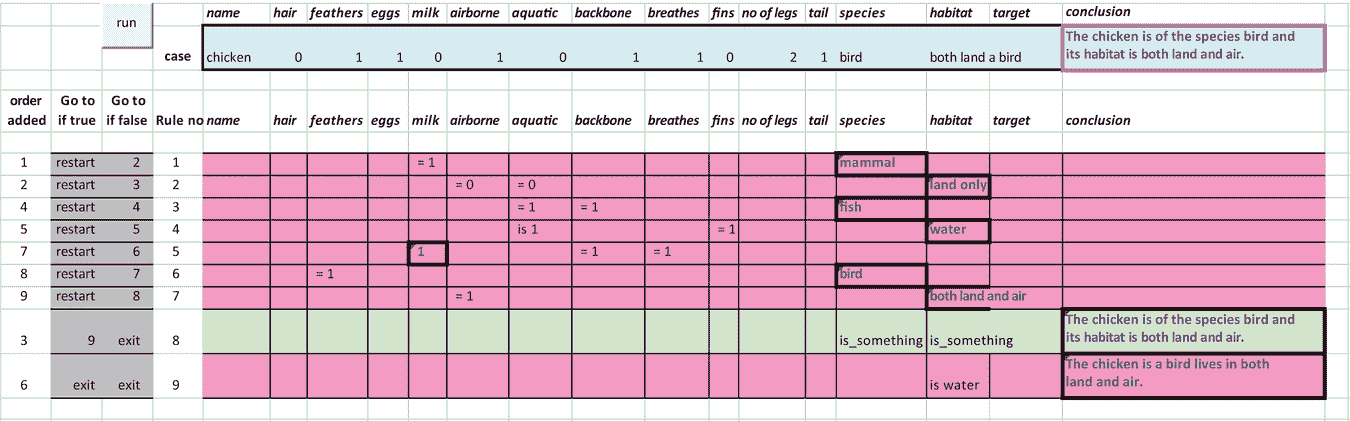 run
name hair feathers eggs milk airborne aquatic backbone breathes fins no of legs tail species habitat target conclusion
case chicken 0 1 1 0 1 0 1 1 0 2 1 bird both land a bird The chicken is of the species bird and
its habitat is both land and air.
order Go to Go to
added if true if false Rule no name hair feathers eggs milk airborne aquatic backbone breathes fins no of legs tail species habitat target conclusion
1 restart 2 1 = 1 mammal
2 restart 3 2 = 0 = 0 land only
4 restart 4 3 = 1 = 1 fish
5 restart 5 4 is 1 = 1 water
7 restart 6 5 1 = 1 = 1
8 restart 7 6 = 1 bird
9 restart 8 7 = 1 both land and air
3 9 exit 8 is_something is_something The chicken is of the species bird and
its habitat is both land and air.
6 exit exit 9 is water The chicken is a bird lives in both
land and air.